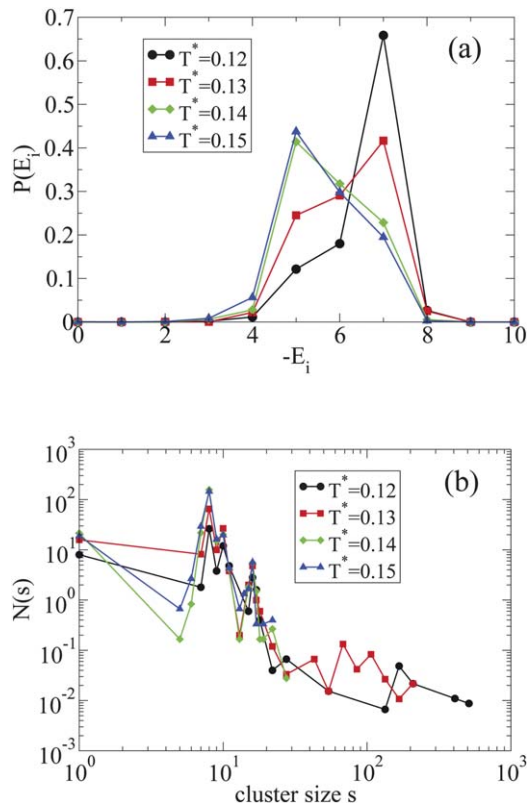 0.7
(a)
0.6
T*=0.12
T*=0.13
T*=0.14
T*=0.15
0.5
0.4
P(E_i)
0.3
0.2
0.1
0
0 2 4 6 8 10
-E_i
10^3
(b)
10^2
T*=0.12
T*=0.13
T*=0.14
T*=0.15
10^1
10^0
N(s)
10^-1
10^-2
10^-3
10^0 10^1 10^2 10^3
cluster size s